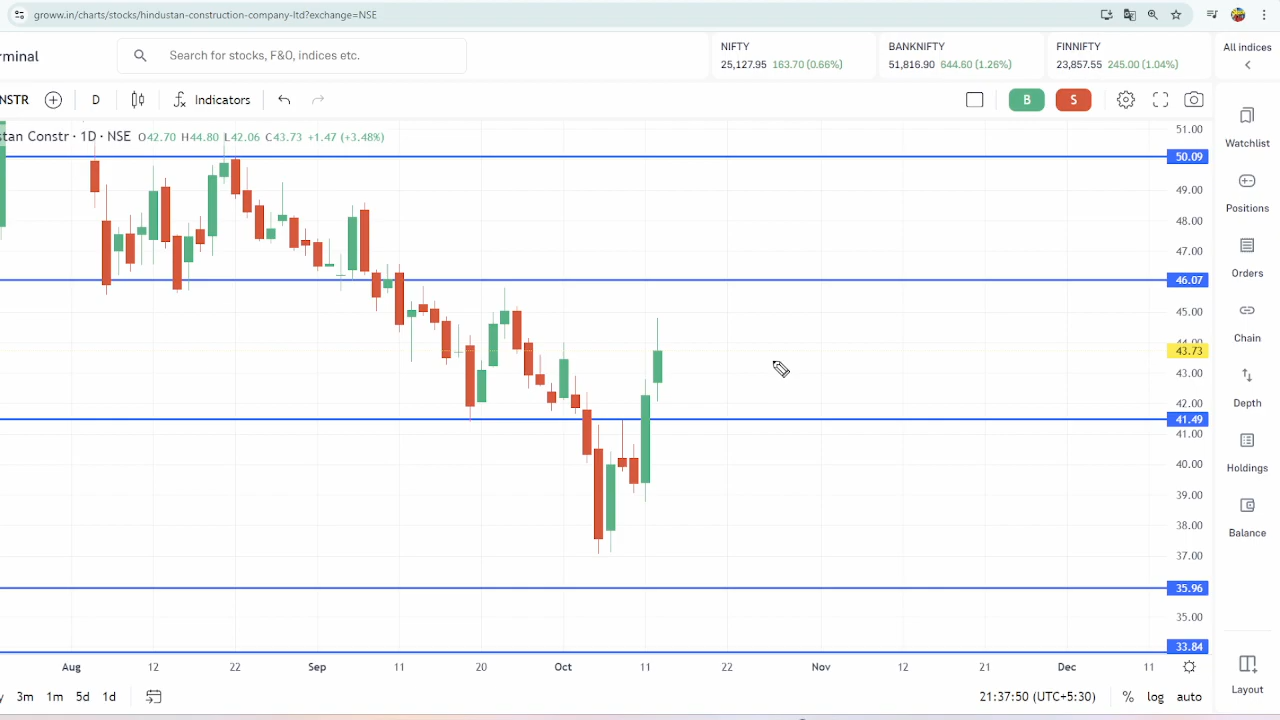 groww.in/charts/stocks/hindustan-construction-company-ltd?exchange=NSE
rminal
Search for stocks, F&O, indices etc.
NIFTY
25,127.95 163.70 (0.66%)
BANKNIFTY
51,816.90 644.60 (1.26%)
FINNIFTY
23,857.55 245.00 (1.04%)
All indices
NSTR
D
Indicators
B
S
stan Constr · 1D · NSE O42.70 H44.80 L42.06 C43.73 +1.47 (+3.48%)
51.00
50.09
49.00
48.00
47.00
46.07
45.00
44.00
43.73
43.00
42.00
41.49
41.00
40.00
39.00
38.00
37.00
35.96
35.00
33.84
Watchlist
Positions
Orders
Chain
Depth
Holdings
Balance
Layout
Aug 12 22 Sep 11 20 Oct 11 22 Nov 12 21 Dec 11
y 3m 1m 5d 1d
21:37:50 (UTC+5:30) % log auto